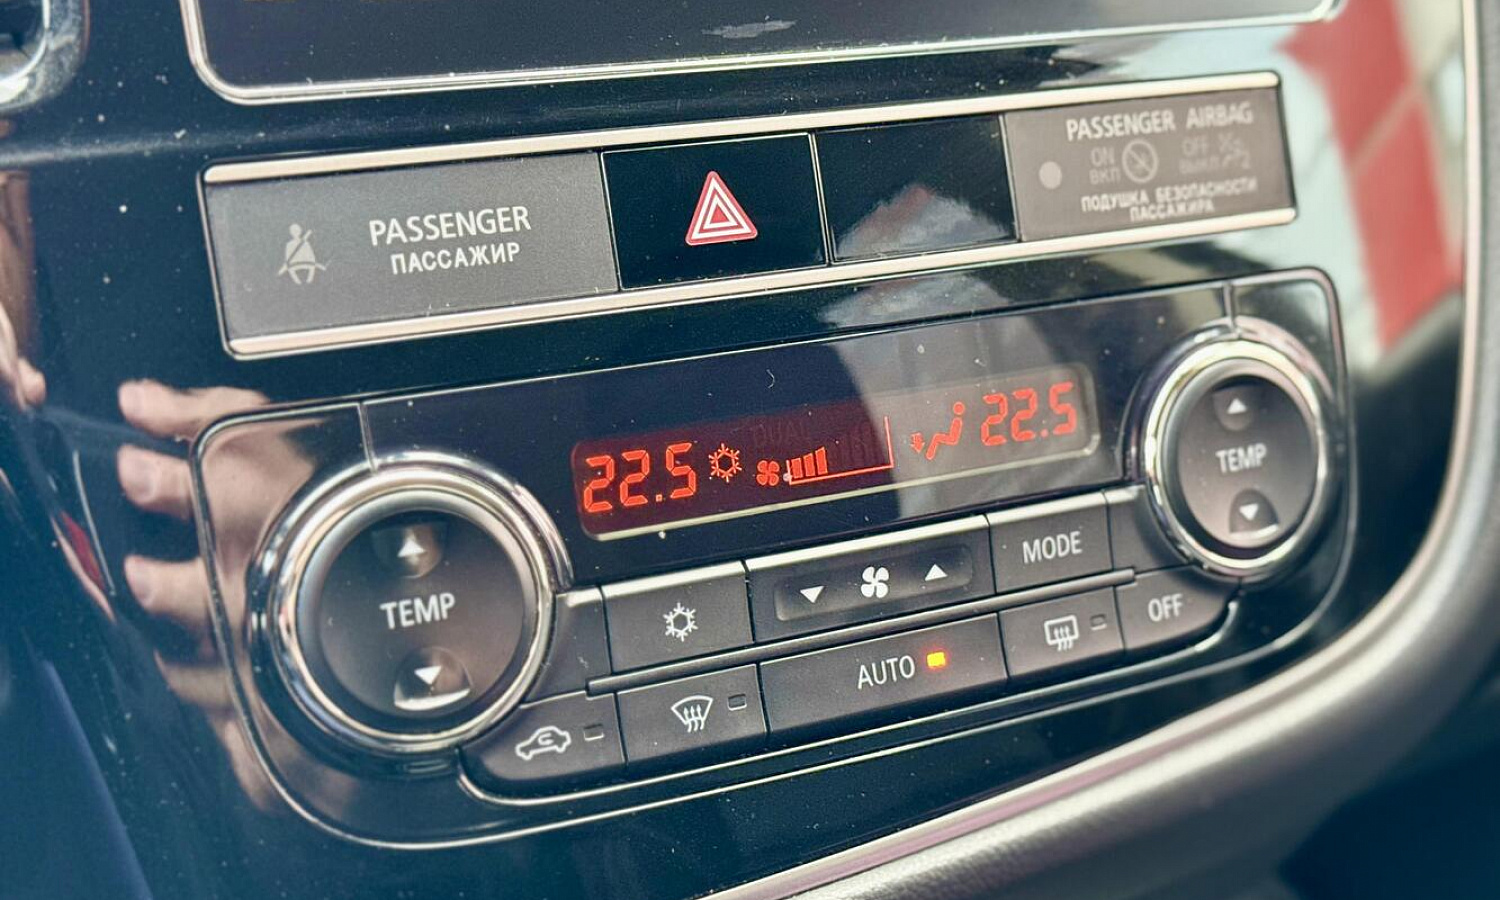 PASSENGER
ПАССАЖИР
PASSENGER AIRBAG
ON OFF
ВКЛ ВЫКЛ
ПОДУШКА БЕЗОПАСНОСТИ
ПАССАЖИРА
DUAL
22.5 22.5
TEMP
TEMP
MODE
AUTO
OFF